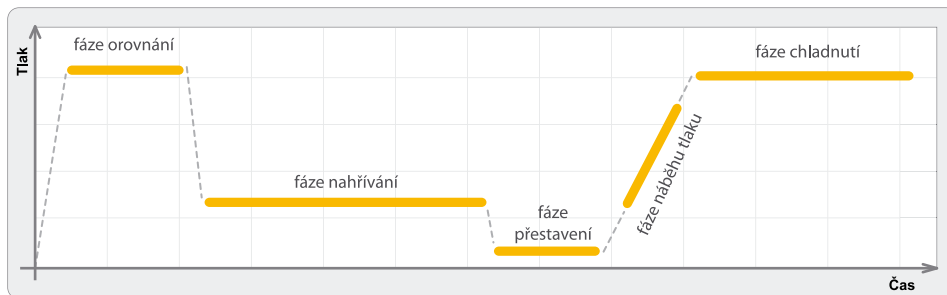 Tlak
fáze orovnání
fáze nahřívání
fáze
přestavení
fáze náběhu tlaku
fáze chladnutí
Čas